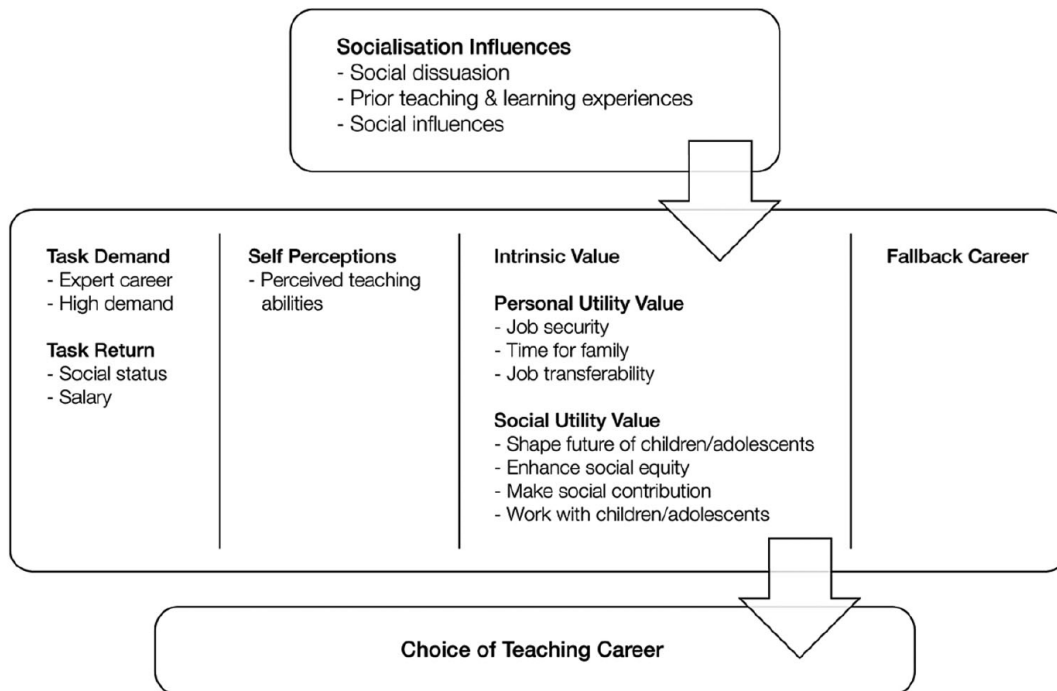 Socialisation Influences
- Social dissuasion
- Prior teaching & learning experiences
- Social influences
Task Demand
- Expert career
- High demand
Task Return
- Social status
- Salary
Self Perceptions
- Perceived teaching
abilities
Intrinsic Value
Personal Utility Value
- Job security
- Time for family
- Job transferability
Social Utility Value
- Shape future of children/adolescents
- Enhance social equity
- Make social contribution
- Work with children/adolescents
Fallback Career
Choice of Teaching Career